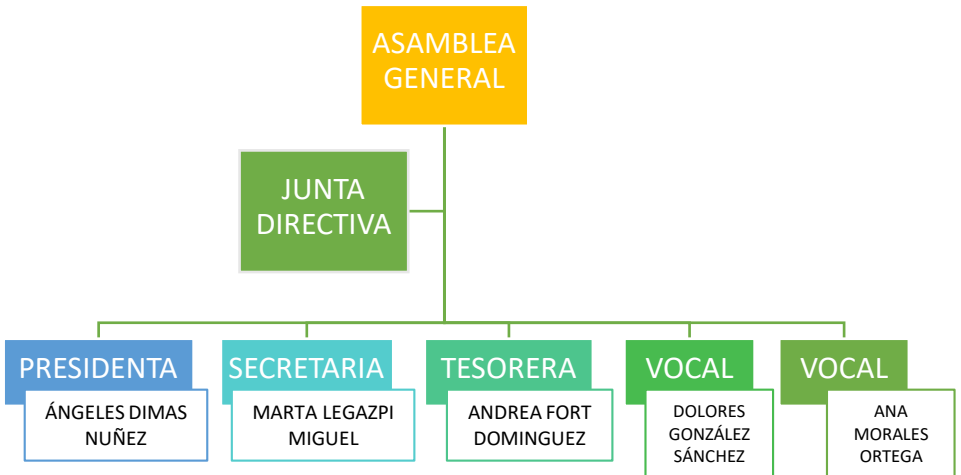 ASAMBLEA
GENERAL
JUNTA
DIRECTIVA
PRESIDENTA
ÁNGELES DIMAS
NUÑEZ
SECRETARIA
MARTA LEGAZPI
MIGUEL
TESORERA
ANDREA FORT
DOMINGUEZ
VOCAL
DOLORES
GONZÁLEZ
SÁNCHEZ
VOCAL
ANA
MORALES
ORTEGA